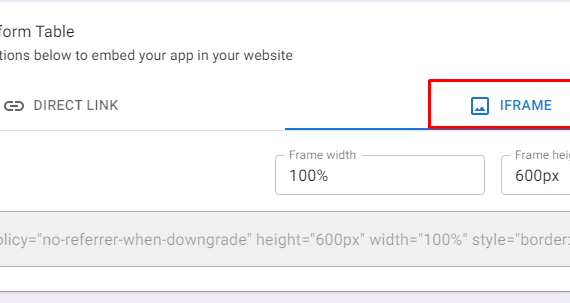 form Table
tions below to embed your app in your website
DIRECT LINK
IFRAME
Frame width
Frame hei
100%
600px
olicy="no-referrer-when-downgrade" height="600px" width="100%" style="border: